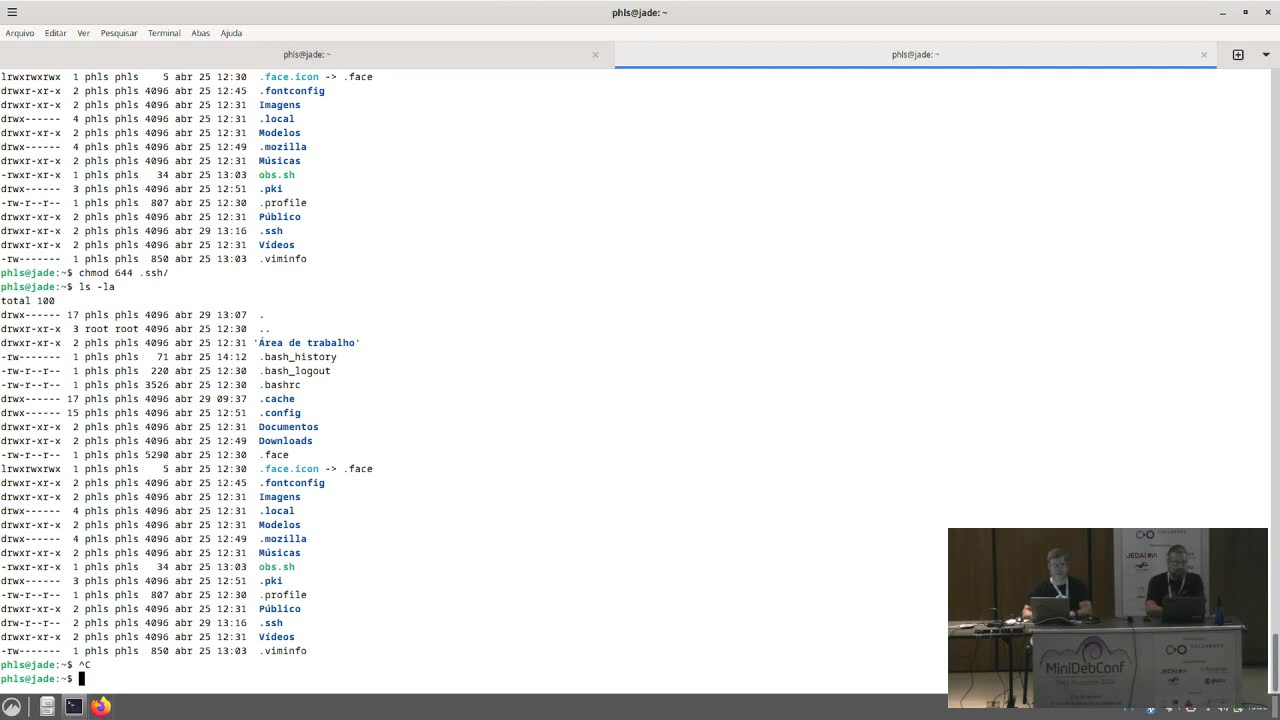 phls@jade: ~
Arquivo Editar Ver Pesquisar Terminal Abas Ajuda
phls@jade: ~ phls@jade: ~
lrwxrwxrwx 1 phls phls 5 abr 25 12:30 .face.icon -> .face
drwxr-xr-x 2 phls phls 4096 abr 25 12:45 .fontconfig
drwxr-xr-x 2 phls phls 4096 abr 25 12:31 Imagens
drwx------ 4 phls phls 4096 abr 25 12:31 .local
drwxr-xr-x 2 phls phls 4096 abr 25 12:31 Modelos
drwx------ 4 phls phls 4096 abr 25 12:49 .mozilla
drwxr-xr-x 2 phls phls 4096 abr 25 12:31 Músicas
-rwxr-xr-x 1 phls phls 34 abr 25 13:03 obs.sh
drwx------ 3 phls phls 4096 abr 25 12:51 .pki
-rw-r--r-- 1 phls phls 807 abr 25 12:30 .profile
drwxr-xr-x 2 phls phls 4096 abr 25 12:31 Público
drwxr-xr-x 2 phls phls 4096 abr 29 13:16 .ssh
drwxr-xr-x 2 phls phls 4096 abr 25 12:31 Vídeos
-rw------- 1 phls phls 850 abr 25 13:03 .viminfo
phls@jade:~$ chmod 644 .ssh/
phls@jade:~$ ls -la
total 100
drwx------ 17 phls phls 4096 abr 29 13:07 .
drwxr-xr-x 3 root root 4096 abr 25 12:30 ..
drwxr-xr-x 2 phls phls 4096 abr 25 12:31 'Área de trabalho'
-rw------- 1 phls phls 71 abr 25 14:12 .bash_history
-rw-r--r-- 1 phls phls 220 abr 25 12:30 .bash_logout
-rw-r--r-- 1 phls phls 3526 abr 25 12:30 .bashrc
drwx------ 17 phls phls 4096 abr 29 09:37 .cache
drwx------ 15 phls phls 4096 abr 25 12:51 .config
drwxr-xr-x 2 phls phls 4096 abr 25 12:31 Documentos
drwxr-xr-x 2 phls phls 4096 abr 25 12:49 Downloads
-rw-r--r-- 1 phls phls 5290 abr 25 12:30 .face
lrwxrwxrwx 1 phls phls 5 abr 25 12:30 .face.icon -> .face
drwxr-xr-x 2 phls phls 4096 abr 25 12:45 .fontconfig
drwxr-xr-x 2 phls phls 4096 abr 25 12:31 Imagens
drwx------ 4 phls phls 4096 abr 25 12:31 .local
drwxr-xr-x 2 phls phls 4096 abr 25 12:31 Modelos
drwx------ 4 phls phls 4096 abr 25 12:49 .mozilla
drwxr-xr-x 2 phls phls 4096 abr 25 12:31 Músicas
-rwxr-xr-x 1 phls phls 34 abr 25 13:03 obs.sh
drwx------ 3 phls phls 4096 abr 25 12:51 .pki
-rw-r--r-- 1 phls phls 807 abr 25 12:30 .profile
drwxr-xr-x 2 phls phls 4096 abr 25 12:31 Público
drw-r--r-- 2 phls phls 4096 abr 29 13:16 .ssh
drwxr-xr-x 2 phls phls 4096 abr 25 12:31 Vídeos
-rw------- 1 phls phls 850 abr 25 13:03 .viminfo
phls@jade:~$ ^C
phls@jade:~$
COLLABORA
JEDAI
COLLABORA
MiniDebConf
JEDAI
globo